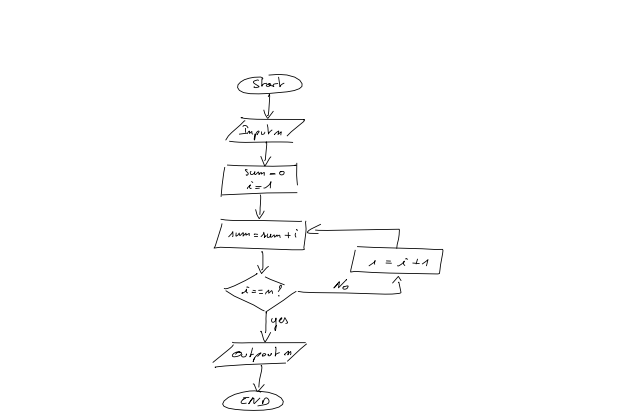 Start
Input n
sum = 0
i = 1
sum = sum + i
i = i + 1
i == n?
No
yes
Outpout n
END